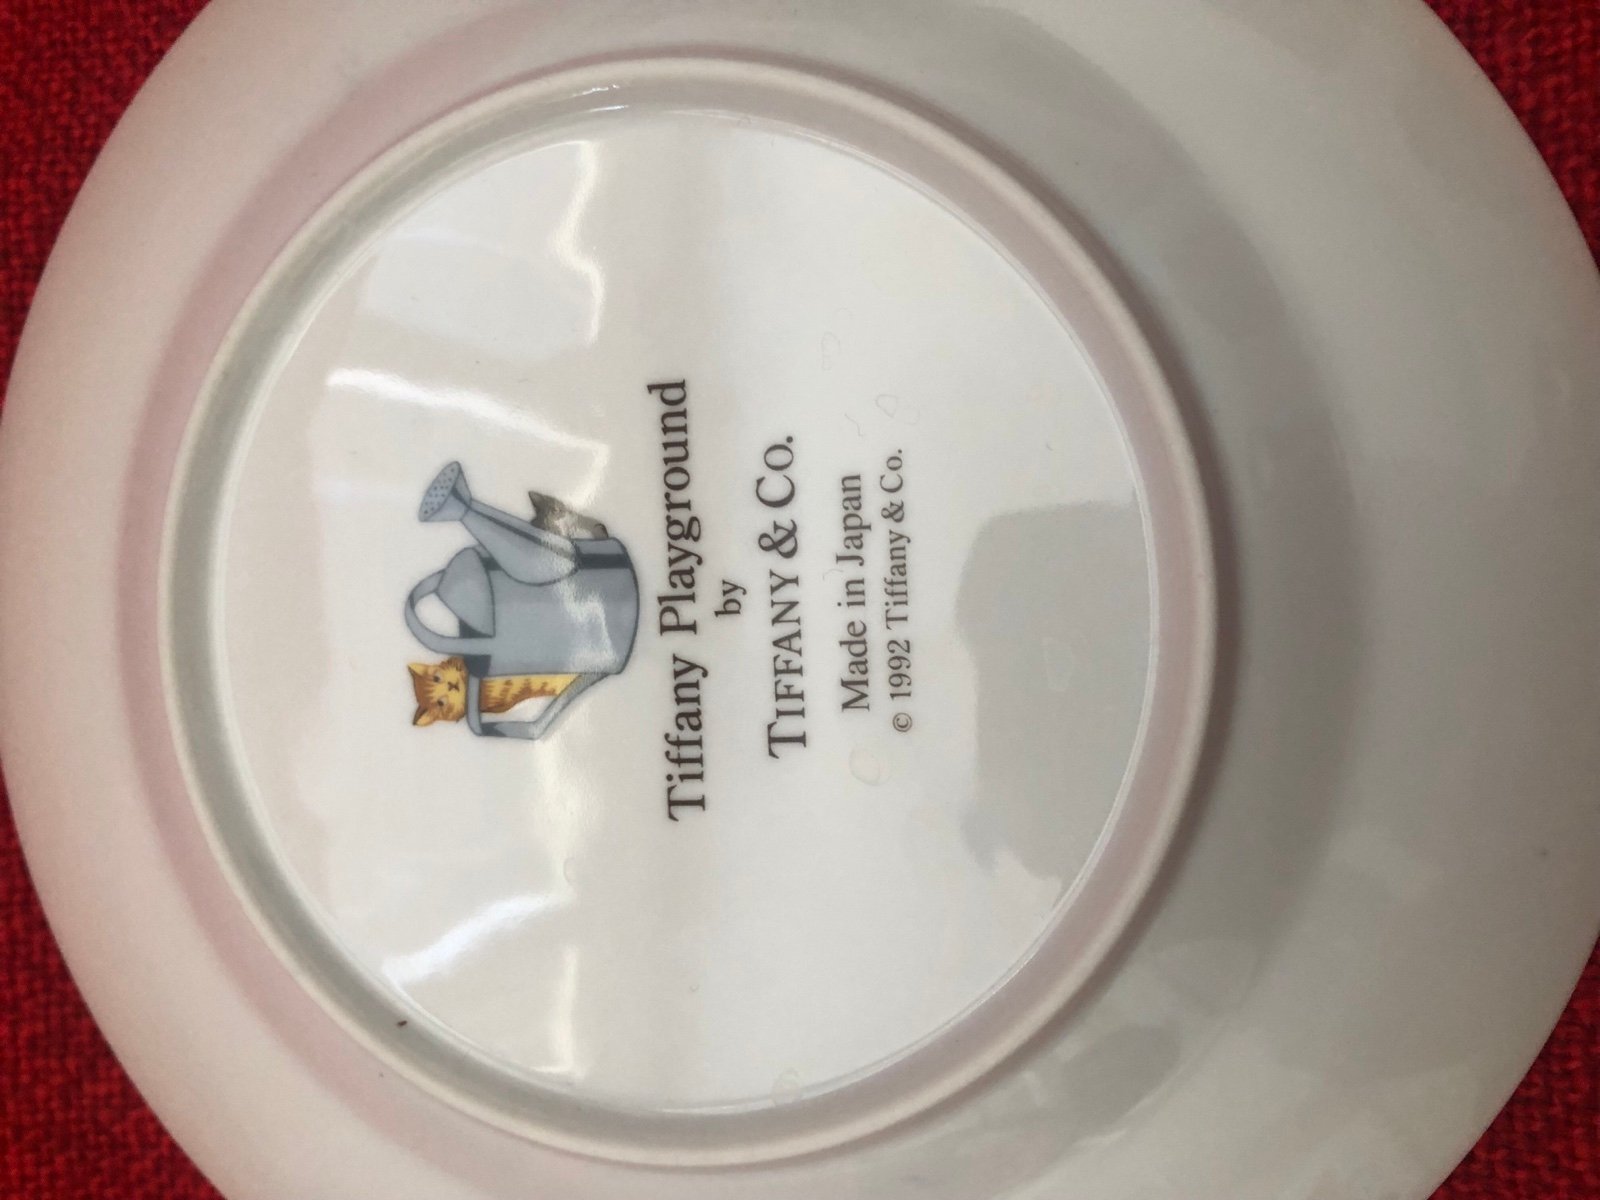 Tiffany Playground
by
TIFFANY & CO.
Made in Japan
© 1992 Tiffany & Co.